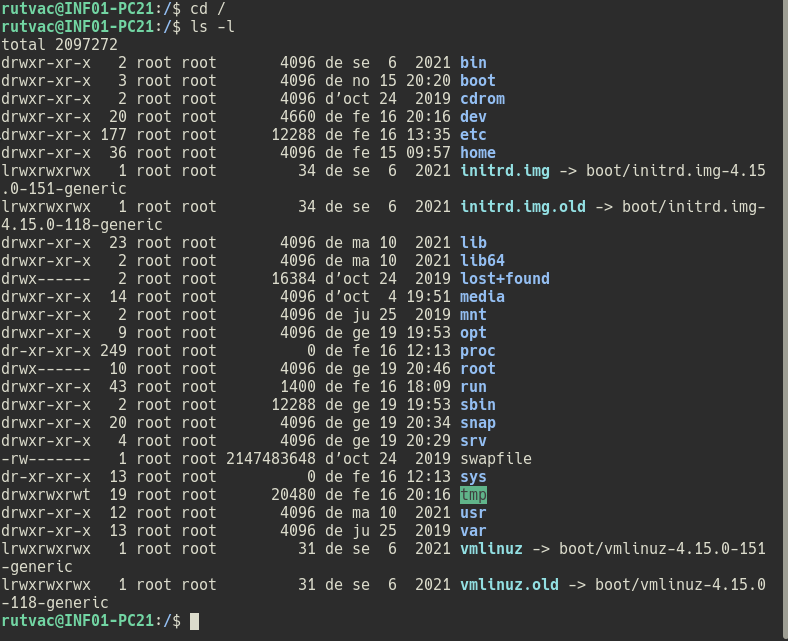 rutvac@INF01-PC21:/$ cd /
rutvac@INF01-PC21:/$ ls -l
total 2097272
drwxr-xr-x   2 root root       4096 de se  6  2021 bin
drwxr-xr-x   3 root root       4096 de no 15 20:20 boot
drwxr-xr-x   2 root root       4096 d’oct 24  2019 cdrom
drwxr-xr-x  20 root root       4660 de fe 16 20:16 dev
drwxr-xr-x 177 root root      12288 de fe 16 13:35 etc
drwxr-xr-x  36 root root       4096 de fe 15 09:57 home
lrwxrwxrwx   1 root root         34 de se  6  2021 initrd.img -> boot/initrd.img-4.15
.0-151-generic
lrwxrwxrwx   1 root root         34 de se  6  2021 initrd.img.old -> boot/initrd.img-
4.15.0-118-generic
drwxr-xr-x  23 root root       4096 de ma 10  2021 lib
drwxr-xr-x   2 root root       4096 de ma 10  2021 lib64
drwx------   2 root root      16384 d’oct 24  2019 lost+found
drwxr-xr-x  14 root root       4096 d’oct  4 19:51 media
drwxr-xr-x   2 root root       4096 de ju 25  2019 mnt
drwxr-xr-x   9 root root       4096 de ge 19 19:53 opt
dr-xr-xr-x 249 root root          0 de fe 16 12:13 proc
drwx------  10 root root       4096 de ge 19 20:46 root
drwxr-xr-x  43 root root       1400 de fe 16 18:09 run
drwxr-xr-x   2 root root      12288 de ge 19 19:53 sbin
drwxr-xr-x  20 root root       4096 de ge 19 20:34 snap
drwxr-xr-x   4 root root       4096 de ge 19 20:29 srv
-rw-------   1 root root 2147483648 d’oct 24  2019 swapfile
dr-xr-xr-x  13 root root          0 de fe 16 12:13 sys
drwxrwxrwt  19 root root      20480 de fe 16 20:16 tmp
drwxr-xr-x  12 root root       4096 de ma 10  2021 usr
drwxr-xr-x  13 root root       4096 de ju 25  2019 var
lrwxrwxrwx   1 root root         31 de se  6  2021 vmlinuz -> boot/vmlinuz-4.15.0-151
-generic
lrwxrwxrwx   1 root root         31 de se  6  2021 vmlinuz.old -> boot/vmlinuz-4.15.0
-118-generic
rutvac@INF01-PC21:/$